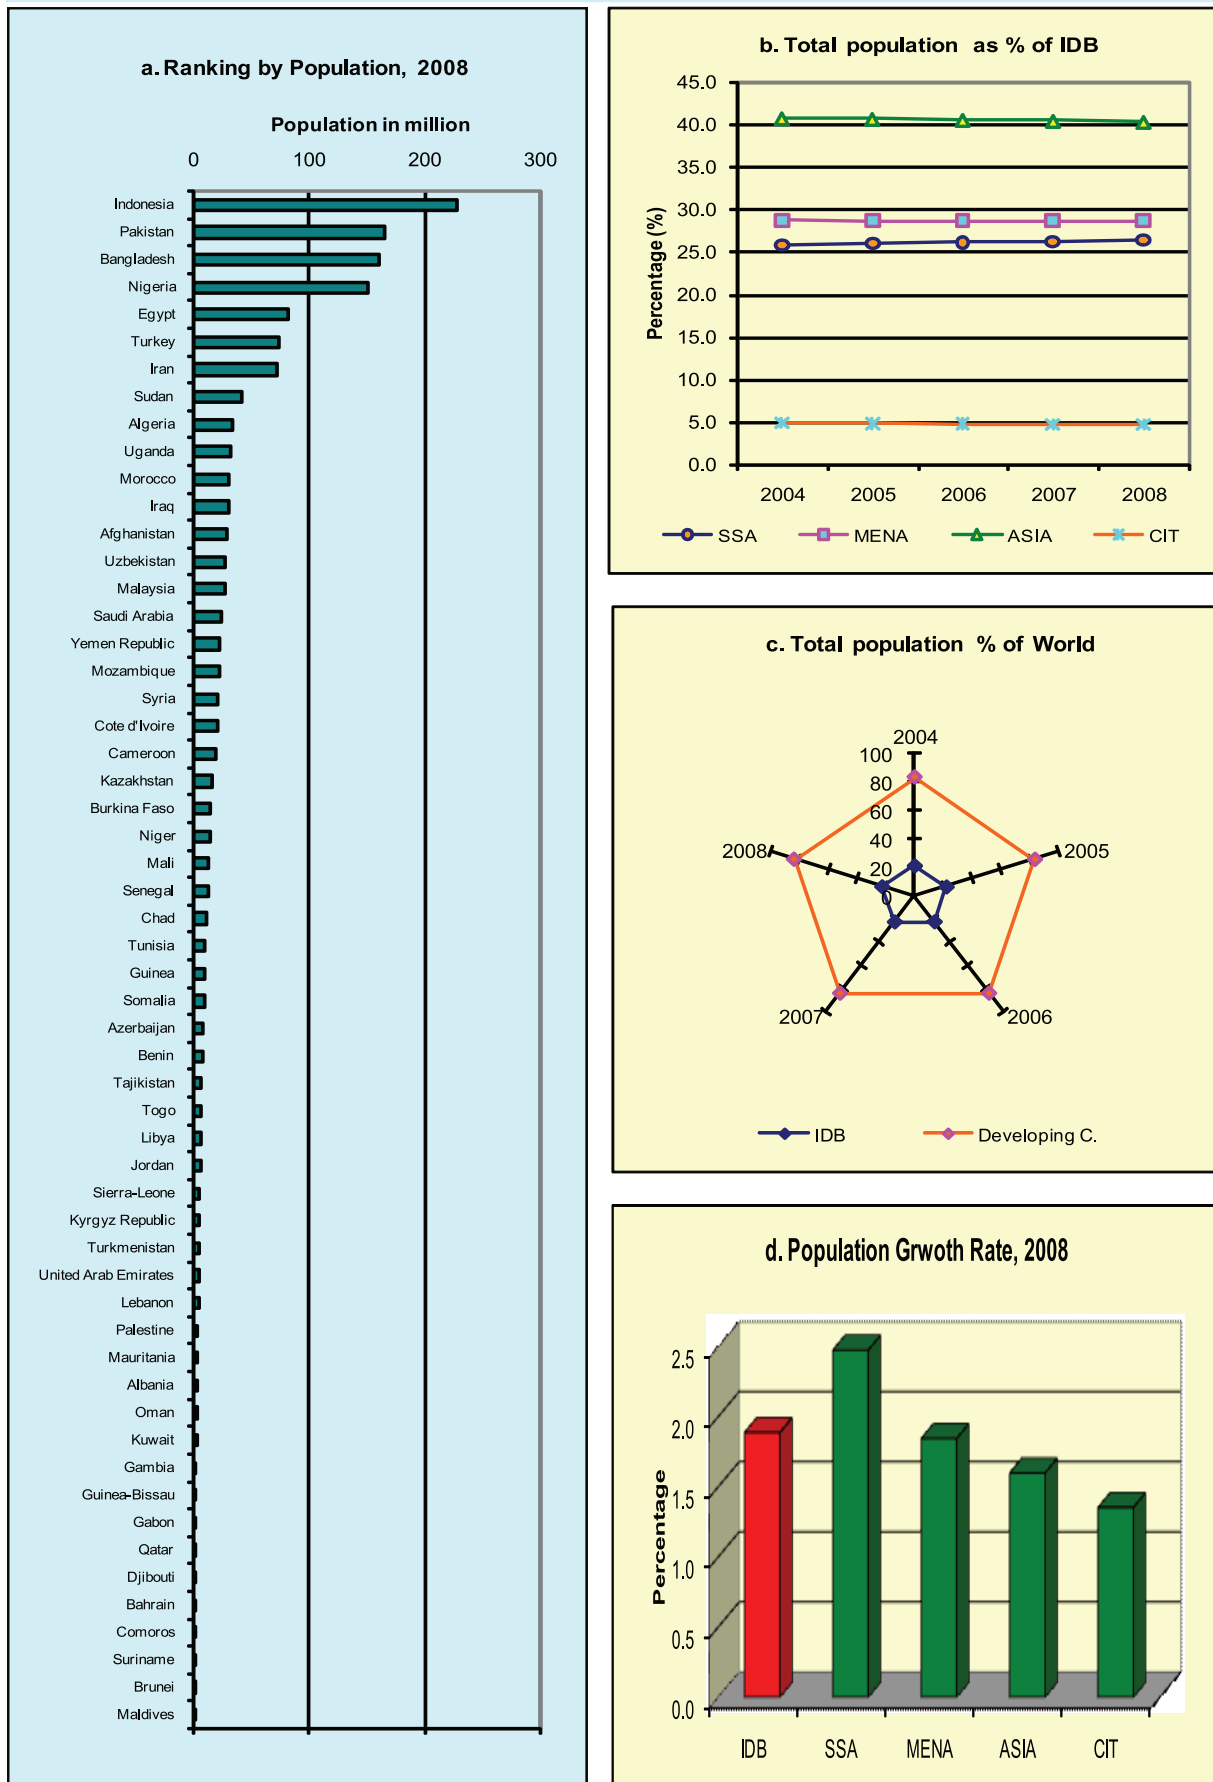 a. Ranking by Population, 2008
Population in million
0 100 200 300
Indonesia
Pakistan
Bangladesh
Nigeria
Egypt
Turkey
Iran
Sudan
Algeria
Uganda
Morocco
Iraq
Afghanistan
Uzbekistan
Malaysia
Saudi Arabia
Yemen Republic
Mozambique
Syria
Cote d'Ivoire
Cameroon
Kazakhstan
Burkina Faso
Niger
Mali
Senegal
Chad
Tunisia
Guinea
Somalia
Azerbaijan
Benin
Tajikistan
Togo
Libya
Jordan
Sierra-Leone
Kyrgyz Republic
Turkmenistan
United Arab Emirates
Lebanon
Palestine
Mauritania
Albania
Oman
Kuwait
Gambia
Guinea-Bissau
Gabon
Qatar
Djibouti
Bahrain
Comoros
Suriname
Brunei
Maldives
b. Total population as % of IDB
45.0
40.0
35.0
30.0
25.0
20.0
15.0
10.0
5.0
0.0
Percentage (%)
2004 2005 2006 2007 2008
SSA MENA ASIA CIT
c. Total population % of World
2004
100
80
60
40
20
0
2008
2005
2007
2006
IDB Developing C.
d. Population Grwoth Rate, 2008
2.5
2.0
1.5
1.0
0.5
0.0
Percentage
IDB SSA MENA ASIA CIT